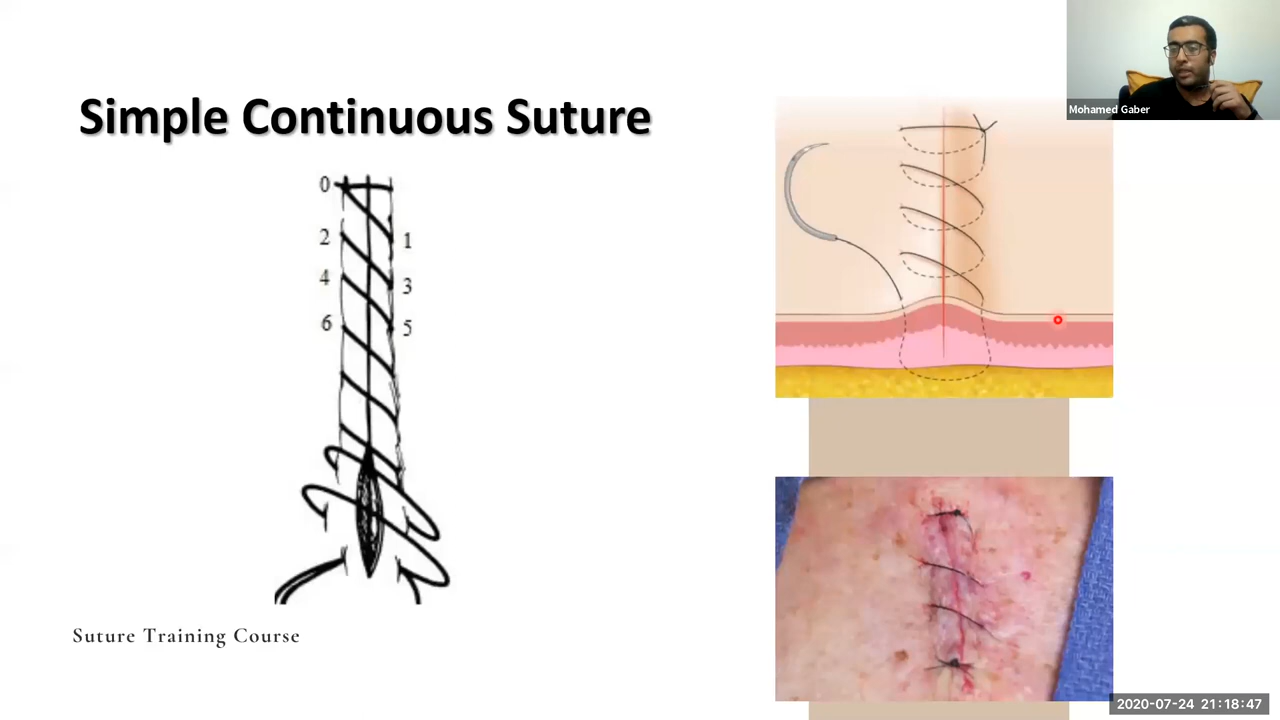 Mohamed Gaber
Simple Continuous Suture
0
2
1
4
3
6
5
Suture Training Course
2020-07-24 21:18:47